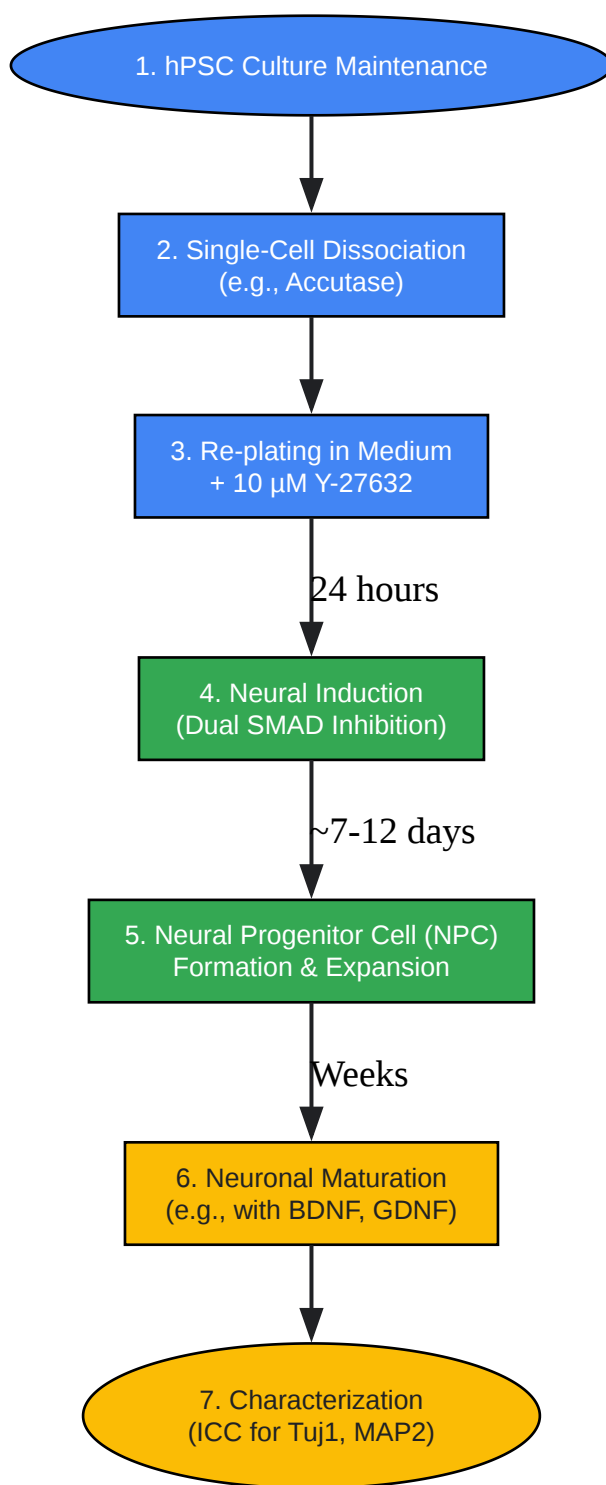 1. hPSC Culture Maintenance
2. Single-Cell Dissociation
(e.g., Accutase)
3. Re-plating in Medium
+ 10 µM Y-27632
24 hours
4. Neural Induction
(Dual SMAD Inhibition)
~7-12 days
5. Neural Progenitor Cell (NPC)
Formation & Expansion
Weeks
6. Neuronal Maturation
(e.g., with BDNF, GDNF)
7. Characterization
(ICC for Tuj1, MAP2)